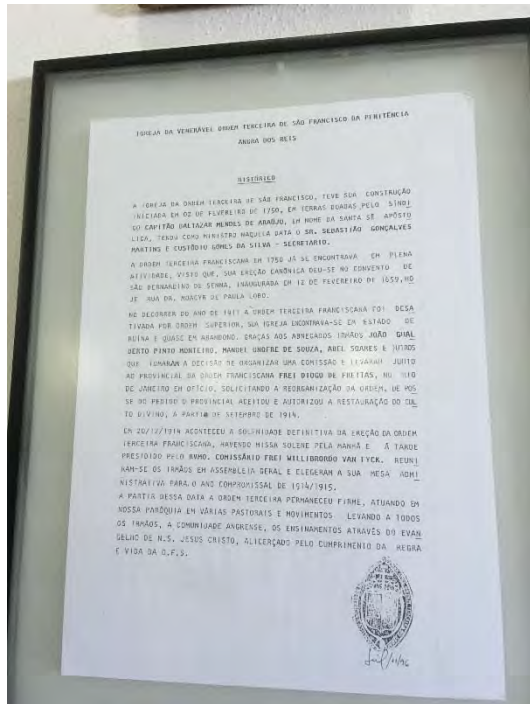 IGREJA DA VENERÁVEL ORDEM TERCEIRA DE SÃO FRANCISCO DA PENITÊNCIA
ANGRA DOS REIS
HISTÓRICO
A IGREJA DA ORDEM TERCEIRA DE SÃO FRANCISCO, TEVE SUA CONSTRUÇÃO
INICIADA EM 02 DE FEVEREIRO DE 1750, EM TERRAS DOADAS PELO SÍNDI
CO CAPITÃO BALTAZAR MENDES DE ARAÚJO, EM NOME DA SANTA SÉ APÓSTO
LICA, TENDO COMO MINISTRO NAQUELA DATA O SR. SEBASTIÃO GONÇALVES
MARTINS E CUSTÓDIO GOMES DA SILVA - SECRETARIO.
A ORDEM TERCEIRA FRANCISCANA EM 1750 JÁ SE ENCONTRAVA EM PLENA
ATIVIDADE, VISTO QUE, SUA EREÇÃO CANÔNICA DEU-SE NO CONVENTO DE
SÃO BERNARDINO DE SENNA, INAUGURADA EM 12 DE FEVEREIRO DE 1659, HO
JE RUA DR. MOACYR DE PAULA LOBO.
NO DECORRER DO ANO DE 1911 A ORDEM TERCEIRA FRANCISCANA FOI DESA
TIVADA POR ORDEM SUPERIOR, SUA IGREJA ENCONTRAVA-SE EM ESTADO DE
RUÍNA E QUASE EM ABANDONO, GRAÇAS AOS ABNEGADOS IRMÃOS JOÃO GUAL
BERTO PINTO MONTEIRO, MANUEL ONOFRE DE SOUZA, ABEL SOARES E OUTROS
QUE TOMARAM A DECISÃO DE ORGANIZAR UMA COMISSÃO E LEVARAM JUNTO
AO PROVINCIAL DA ORDEM FRANCISCANA FREI DIOGO DE FREITAS, NO RIO
DE JANEIRO EM OFÍCIO, SOLICITANDO A REORGANIZAÇÃO DA ORDEM, DE POS
SE DO PEDIDO O PROVINCIAL ACEITOU E AUTORIZOU A RESTAURAÇÃO DO CUL
TO DIVINO, A PARTIR DE SETEMBRO DE 1914.
EM 20/12/1914 ACONTECEU A SOLENIDADE DEFINITIVA DA EREÇÃO DA ORDEM
TERCEIRA FRANCISCANA, HAVENDO MISSA SOLENE PELA MANHÃ E À TARDE
PRESIDIDO PELO RVMO. COMISSÁRIO FREI WILLIBRORDO VAN EYCK. REUNI
RAM-SE OS IRMÃOS EM ASSEMBLEIA GERAL E ELEGERAM A SUA MESA ADMI
NISTRATIVA PARA O ANO COMPROMISSAL DE 1914/1915.
A PARTIR DESSA DATA A ORDEM TERCEIRA PERMANECEU FIRME, ATUANDO EM
NOSSA PARÓQUIA EM VÁRIAS PASTORAIS E MOVIMENTOS LEVANDO A TODOS
OS IRMÃOS, A COMUNIDADE ANGRENSE, OS ENSINAMENTOS ATRAVÉS DO EVAN
GELHO DE N.S. JESUS CRISTO, ALICERÇADO PELO CUMPRIMENTO DA REGRA
E VIDA DA O.F.S.